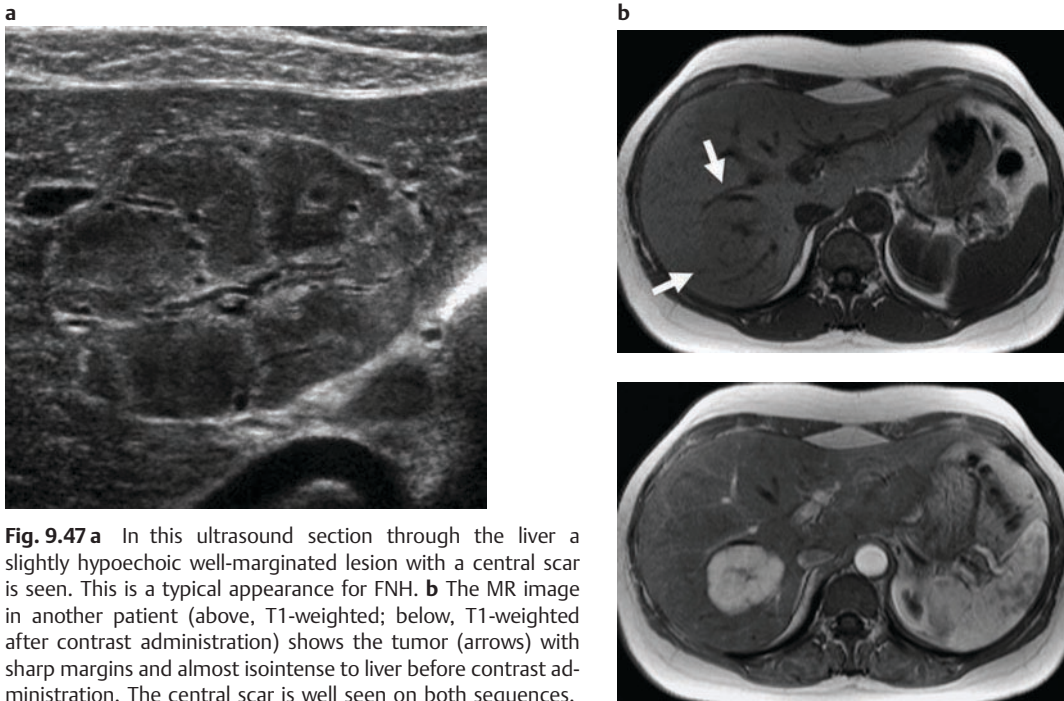 a
b
Fig. 9.47 a In this ultrasound section through the liver a
slightly hypoechoic well-marginated lesion with a central scar
is seen. This is a typical appearance for FNH. b The MR image
in another patient (above, T1-weighted; below, T1-weighted
after contrast administration) shows the tumor (arrows) with
sharp margins and almost isointense to liver before contrast ad-
ministration. The central scar is well seen on both sequences.